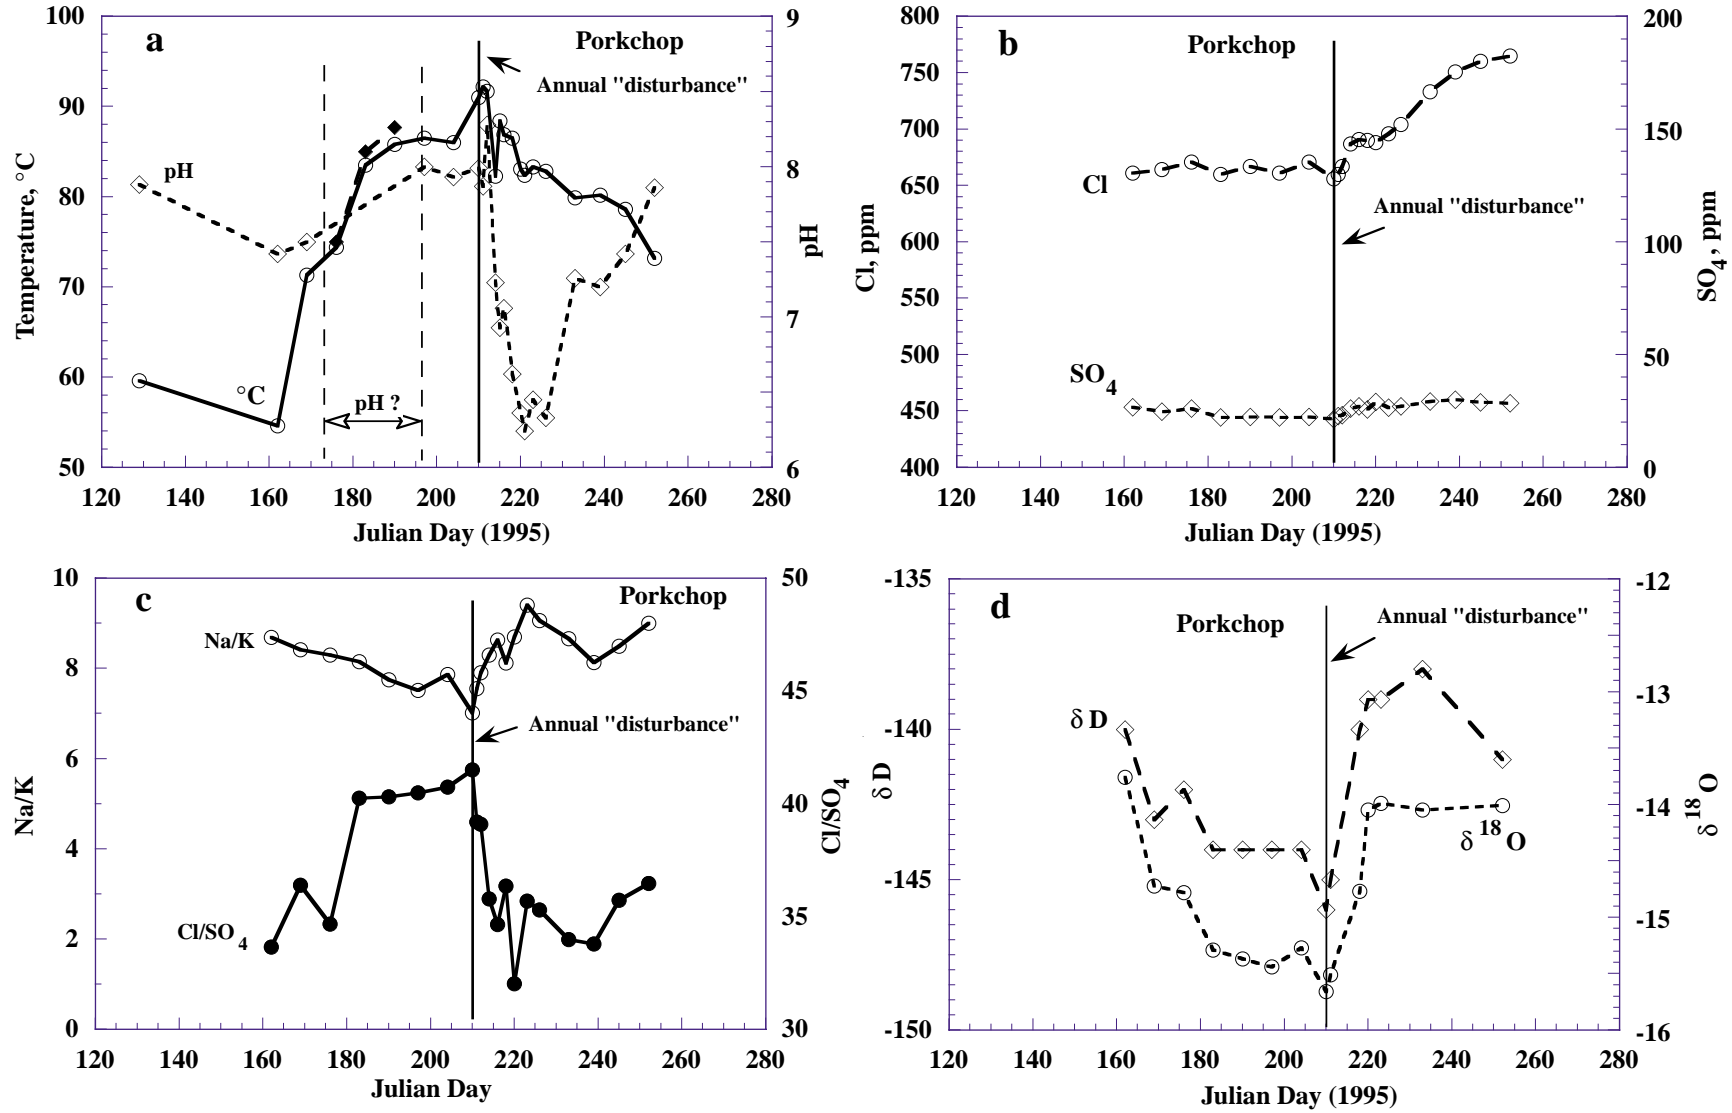 a
Porkchop
Annual "disturbance"
pH
°C
pH ?
100
90
80
70
60
50
Temperature, °C
9
8
7
6
pH
120 140 160 180 200 220 240 260 280
Julian Day (1995)
b
Porkchop
Annual "disturbance"
Cl
SO4
800
750
700
650
600
550
500
450
400
Cl, ppm
200
150
100
50
0
SO4, ppm
120 140 160 180 200 220 240 260 280
Julian Day (1995)
c
Porkchop
Na/K
Annual "disturbance"
Cl/SO4
10
8
6
4
2
0
Na/K
50
45
40
35
30
Cl/SO4
120 140 160 180 200 220 240 260 280
Julian Day
d
Porkchop
Annual "disturbance"
δ D
δ 18O
-135
-140
-145
-150
δ D
-12
-13
-14
-15
-16
δ 18O
120 140 160 180 200 220 240 260 280
Julian Day (1995)